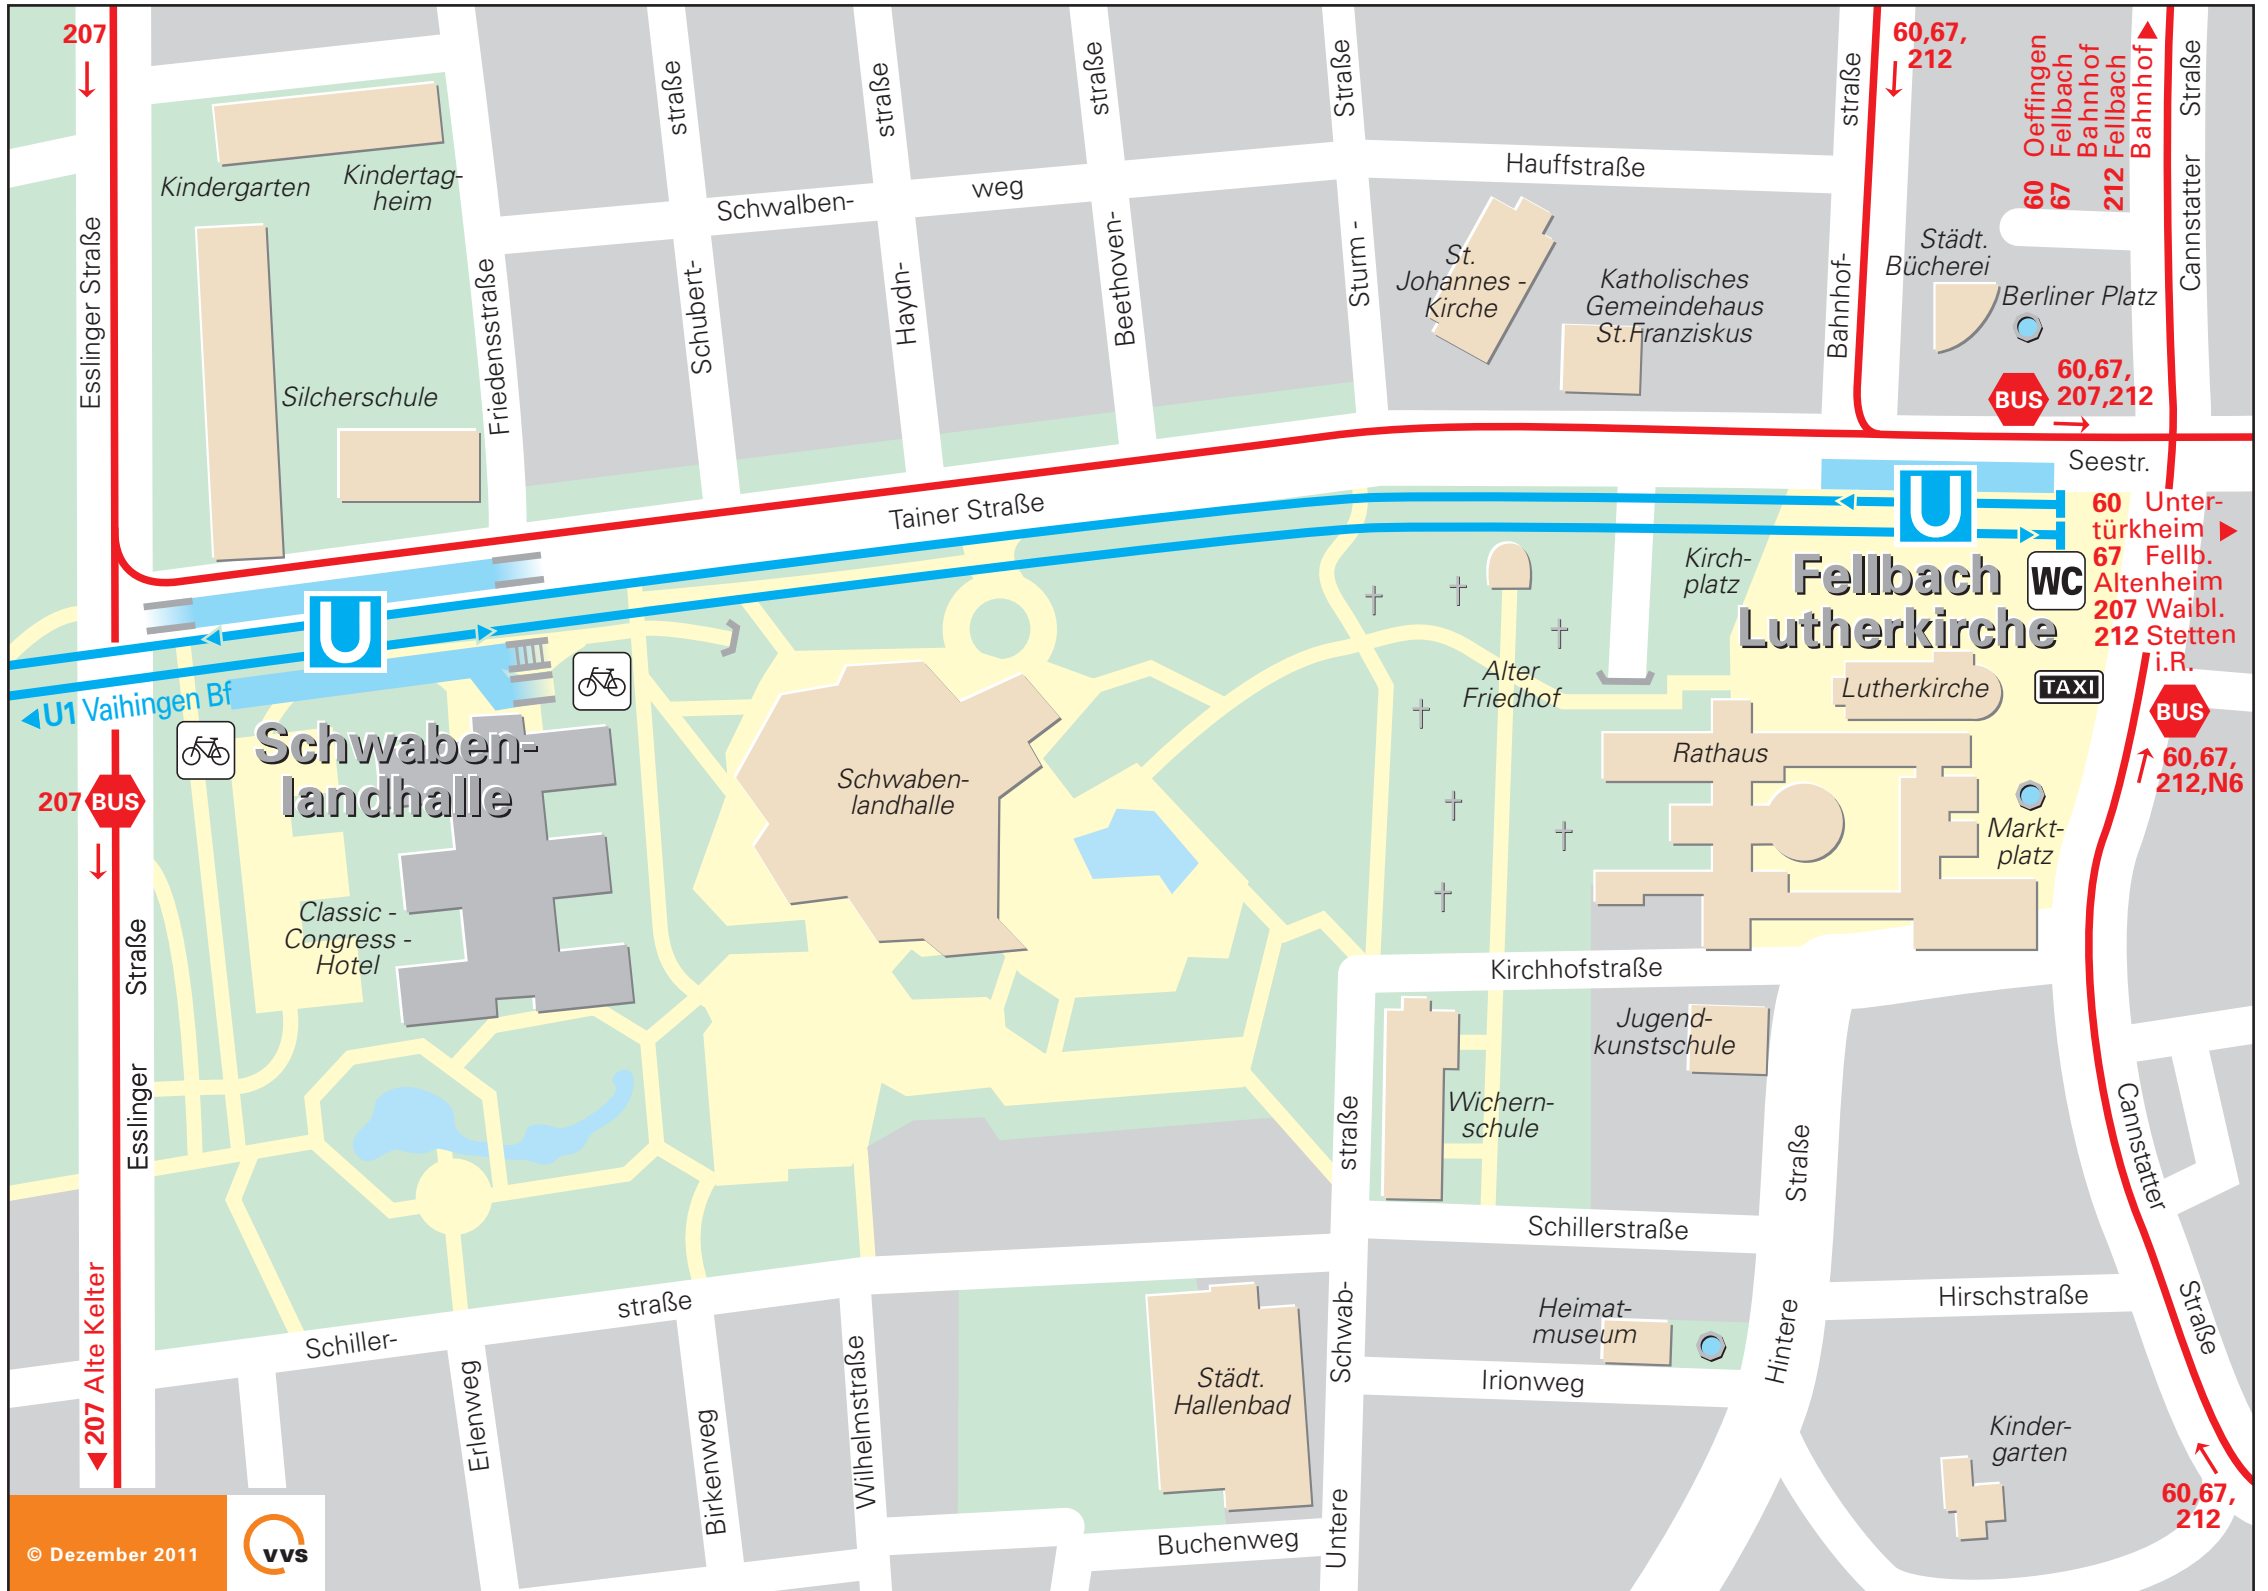 207
60,67,
212
60 Oeffingen
67 Fellbach
Bahnhof
212 Fellbach
Bahnhof
Straße
Cannstatter
straße
Bahnhof-
Straße
Sturm -
straße
Beethoven-
straße
Haydn-
straße
Schubert-
Friedensstraße
Esslinger Straße
Hauffstraße
Schwalben-
weg
Kindergarten
Kindertag-
heim
Silcherschule
St.
Johannes -
Kirche
Katholisches
Gemeindehaus
St.Franziskus
Städt.
Bücherei
Berliner Platz
BUS
60,67,
207,212
Seestr.
Tainer Straße
U
U
Fellbach
Lutherkirche
WC
60 Unter-
türkheim
67 Fellb.
Altenheim
207 Waibl.
212 Stetten
i.R.
Kirch-
platz
Alter
Friedhof
Lutherkirche
TAXI
BUS
60,67,
212,N6
U1 Vaihingen Bf
Schwaben-
landhalle
207 BUS
Schwaben-
landhalle
Rathaus
Markt-
platz
Classic -
Congress -
Hotel
Straße
Esslinger
Kirchhofstraße
Jugend-
kunstschule
Wichern-
schule
straße
Schwab-
Untere
Straße
Hintere
Cannstatter
Straße
Schillerstraße
Hirschstraße
Heimat-
museum
Irionweg
Schiller-
straße
207 Alte Kelter
Erlenweg
Birkenweg
Wilhelmstraße
Städt.
Hallenbad
Kinder-
garten
Buchenweg
60,67,
212
© Dezember 2011
vvs